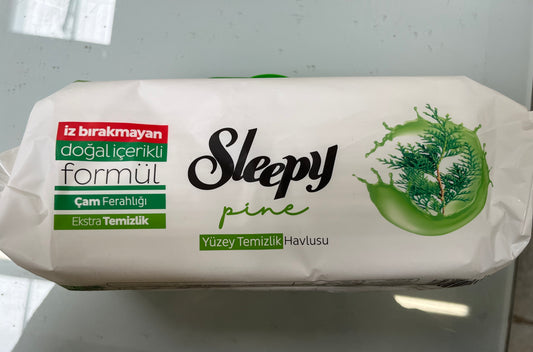 iz bırakmayan
doğal içerikli
formül
Çam Ferahlığı
Ekstra Temizlik
Sleepy
pine
Yüzey Temizlik Havlusu